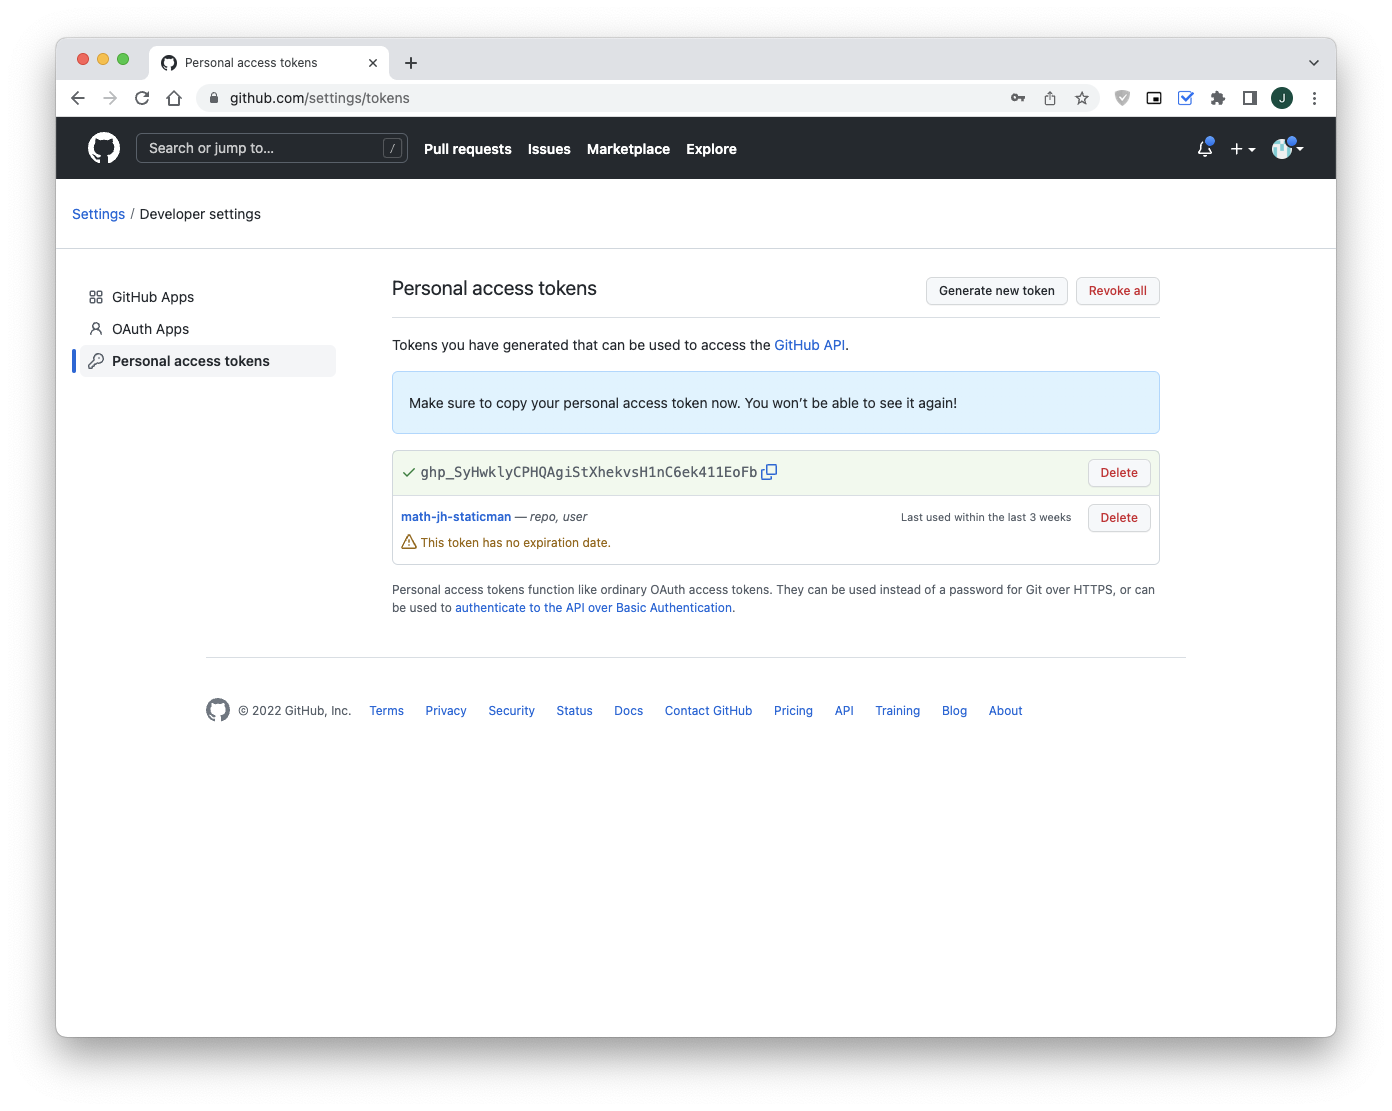 Personal access tokens
github.com/settings/tokens
J
Search or jump to...
/
Pull requests
Issues
Marketplace
Explore
Settings / Developer settings
GitHub Apps
OAuth Apps
Personal access tokens
Personal access tokens
Generate new token
Revoke all
Tokens you have generated that can be used to access the GitHub API.
Make sure to copy your personal access token now. You won’t be able to see it again!
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
Delete
math-jh-staticman — repo, user
Last used within the last 3 weeks
Delete
This token has no expiration date.
Personal access tokens function like ordinary OAuth access tokens. They can be used instead of a password for Git over HTTPS, or can
be used to authenticate to the API over Basic Authentication.
© 2022 GitHub, Inc.
Terms
Privacy
Security
Status
Docs
Contact GitHub
Pricing
API
Training
Blog
About